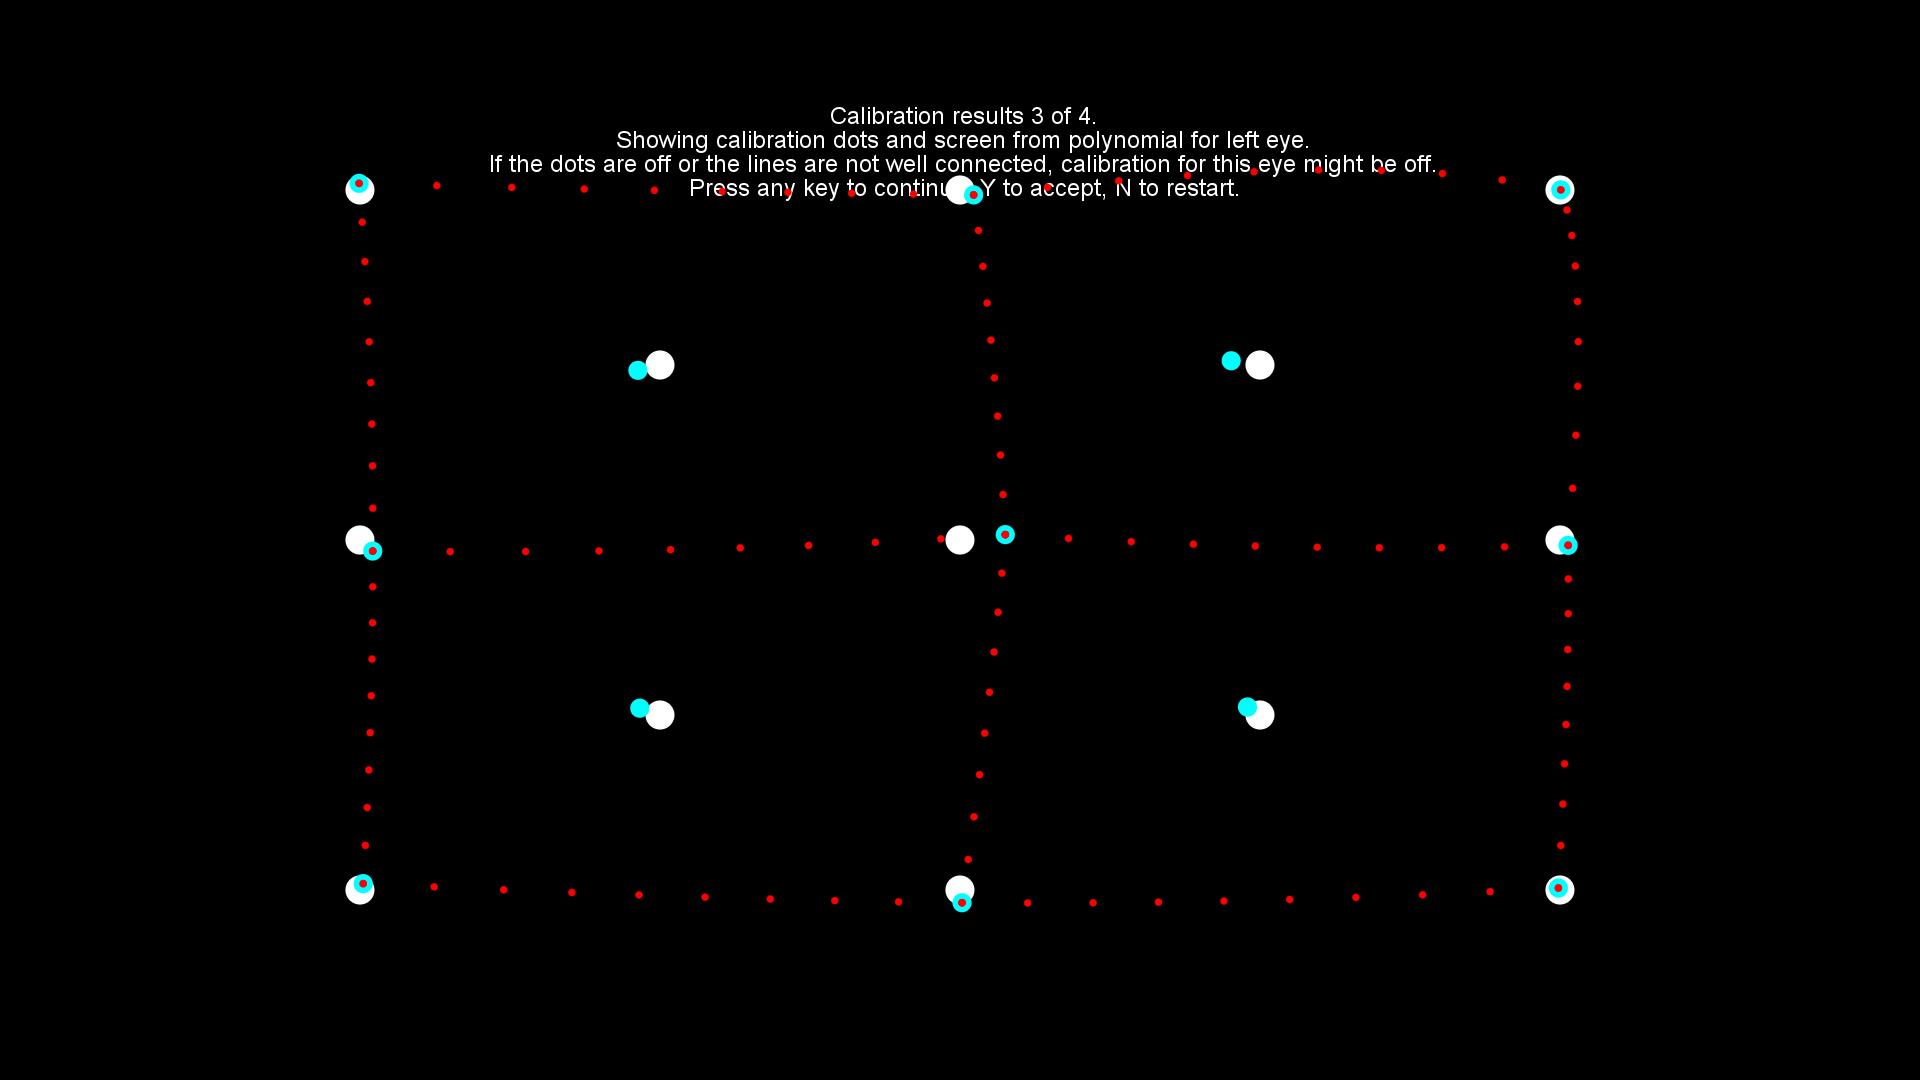 Calibration results 3 of 4.
Showing calibration dots and screen from polynomial for left eye.
If the dots are off or the lines are not well connected, calibration for this eye might be off.
Press any key to continu Y to accept, N to restart.